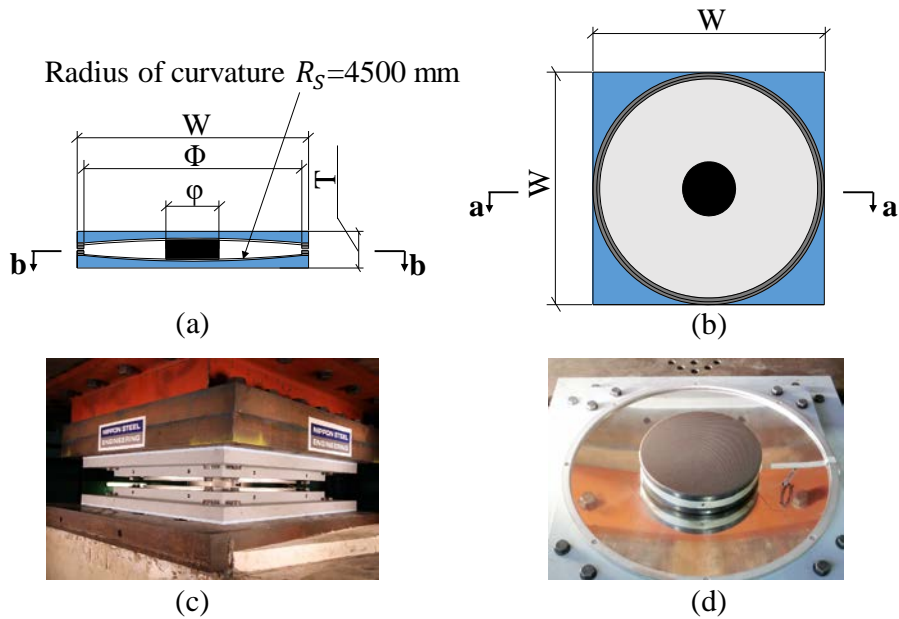 Radius of curvature R_S=4500 mm
W
Φ
φ
T
b b
(a)
W
W
a a
(b)
NIPPON STEEL
ENGINEERING
NIPPON STEEL
ENGINEERING
(c)
(d)